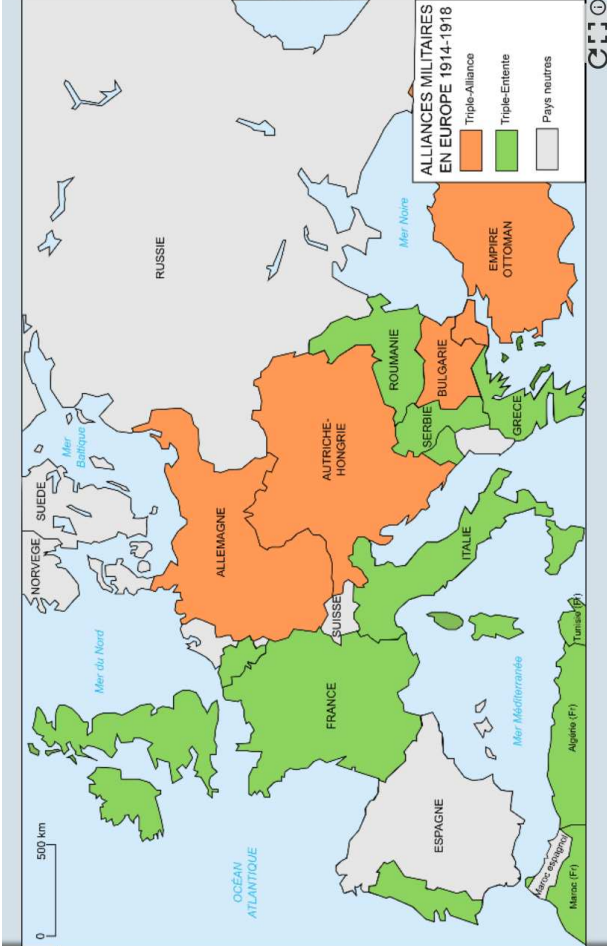 ALLIANCES MILITAIRES
EN EUROPE 1914-1918
Triple-Alliance
Triple-Entente
Pays neutres
0
500 km
NORVEGE
SUEDE
Mer
Baltique
RUSSIE
Mer du Nord
OCÉAN
ATLANTIQUE
ALLEMAGNE
FRANCE
SUISSE
AUTRICHE-
HONGRIE
ROUMANIE
SERBIE
BULGARIE
Mer Noire
ESPAGNE
ITALIE
GRECE
EMPIRE
OTTOMAN
Mer Méditerranée
Maroc espagnol
Maroc (Fr)
Algérie (Fr)
Tunisie (Fr)